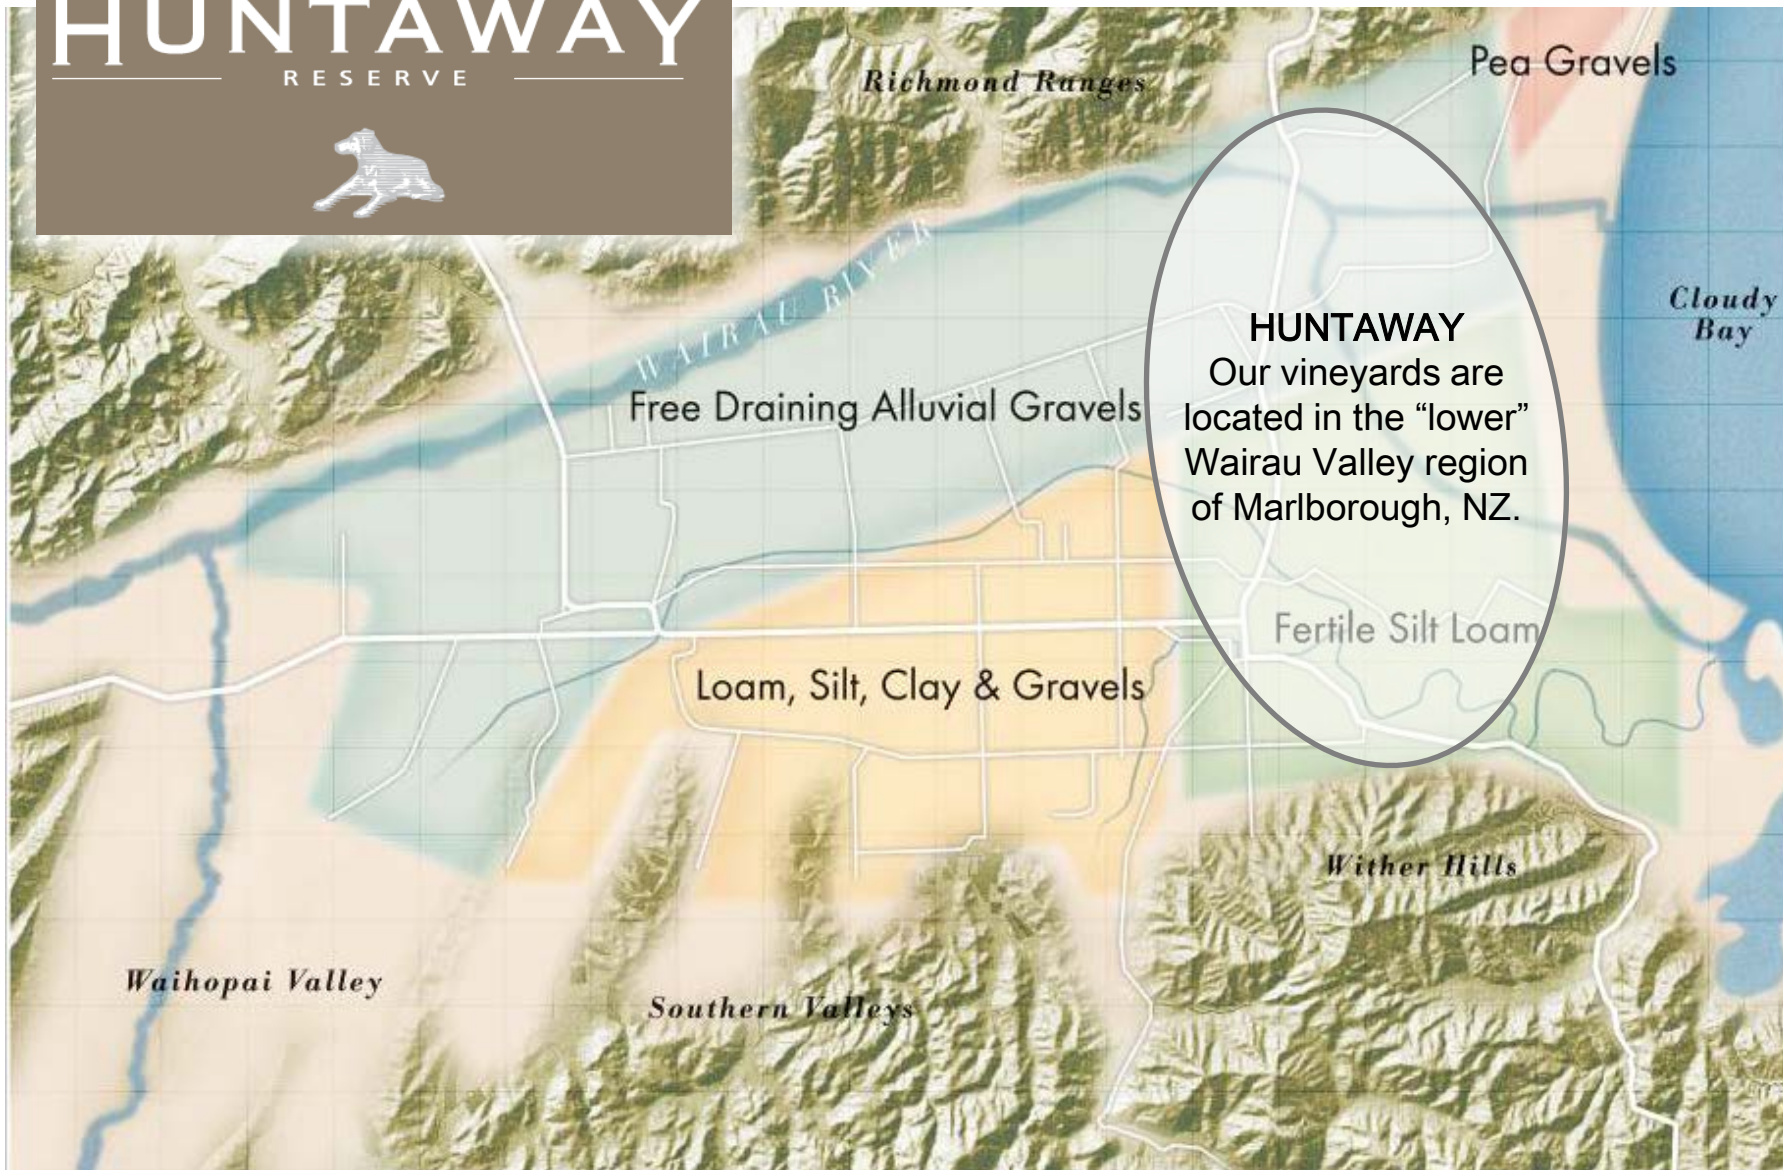 HUNTAWAY
RESERVE
Richmond Ranges
Pea Gravels
Cloudy
Bay
WAIRAU RIVER
HUNTAWAY
Our vineyards are
located in the “lower”
Wairau Valley region
of Marlborough, NZ.
Free Draining Alluvial Gravels
Fertile Silt Loam
Loam, Silt, Clay & Gravels
Wither Hills
Waihopai Valley
Southern Valleys